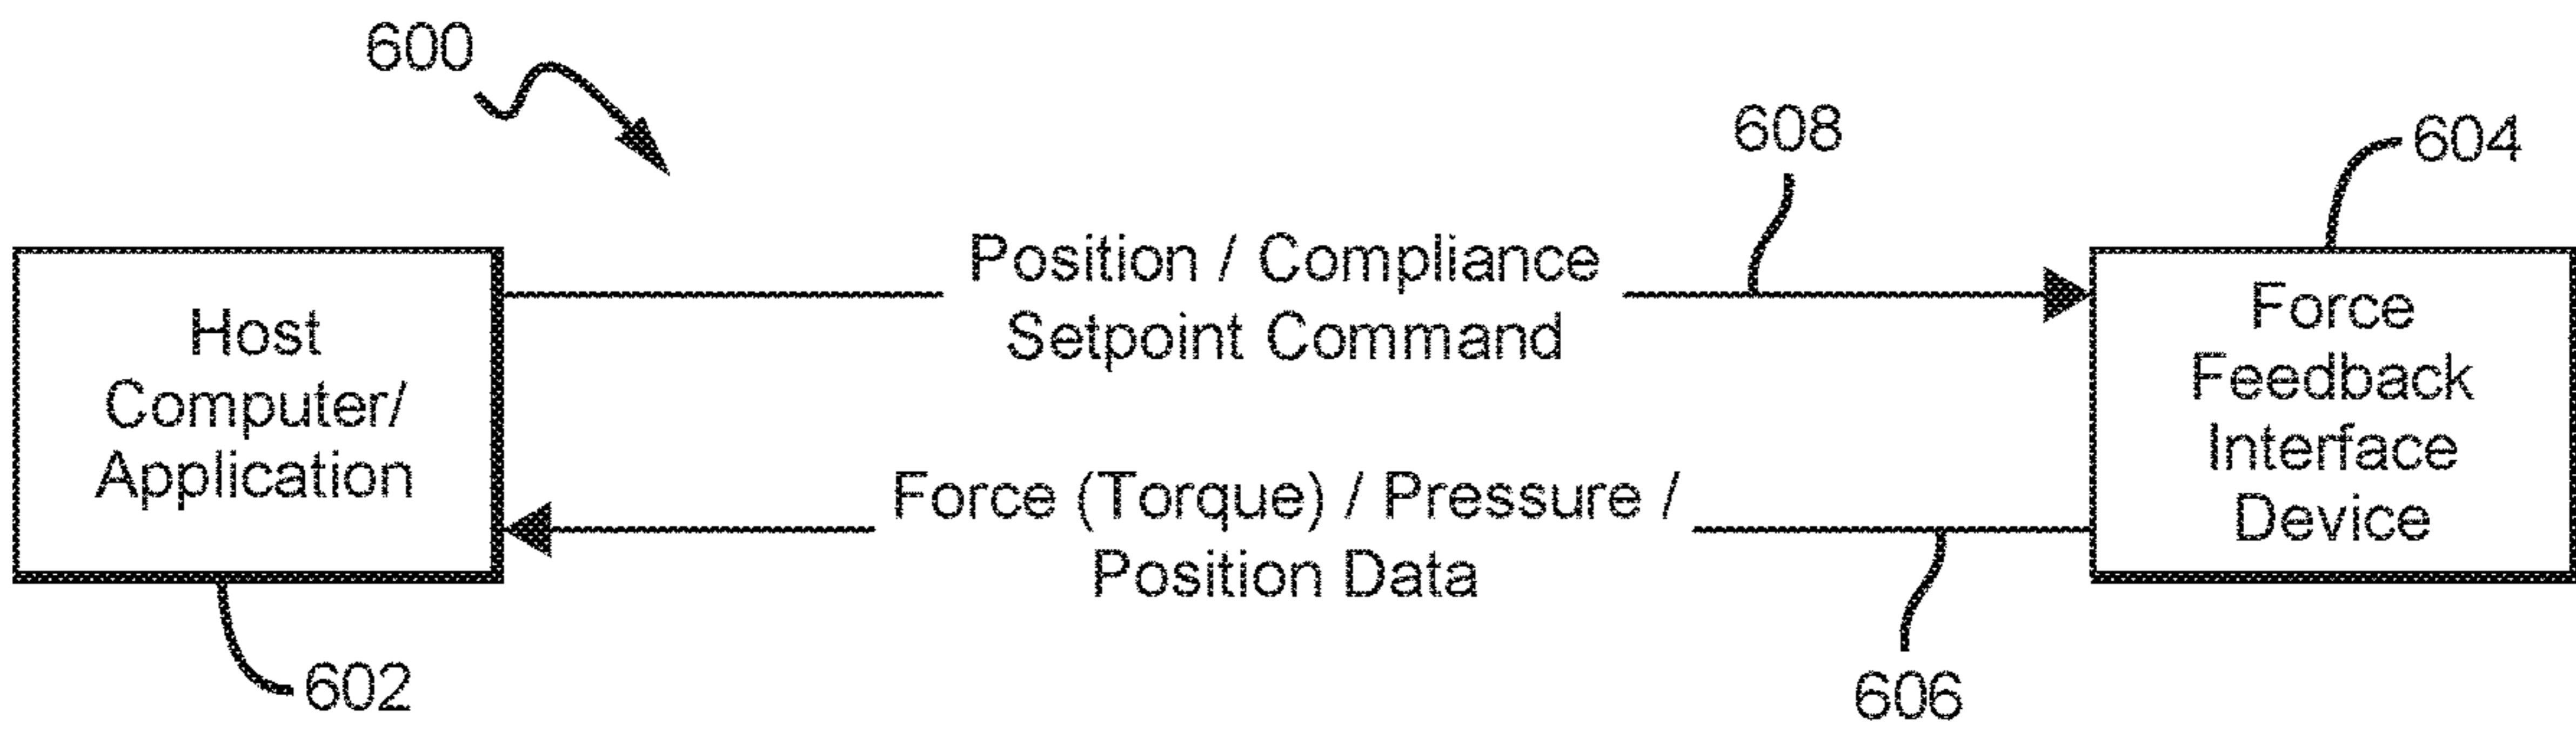 600
608
604
Position / Compliance
Setpoint Command
Host
Computer/
Application
Force
Feedback
Interface
Device
Force (Torque) / Pressure /
Position Data
602
606